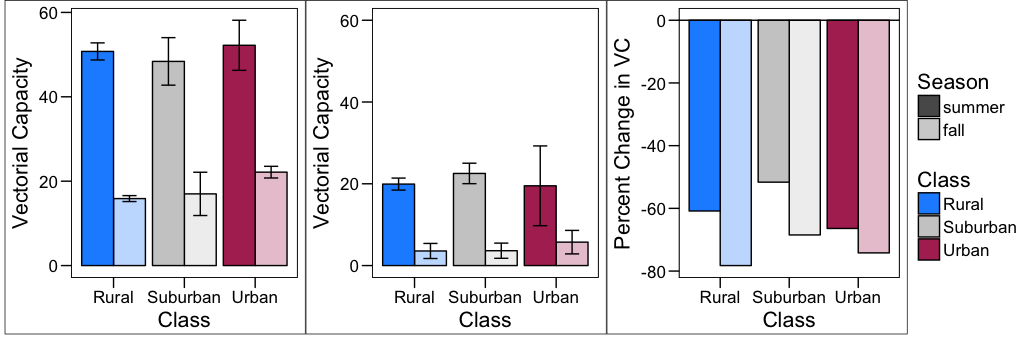 Vectorial Capacity
60
40
20
0
Rural
Suburban
Urban
Class
Vectorial Capacity
60
40
20
0
Rural
Suburban
Urban
Class
Percent Change in VC
0
-20
-40
-60
-80
Rural
Suburban
Urban
Class
Season
summer
fall
Class
Rural
Suburban
Urban